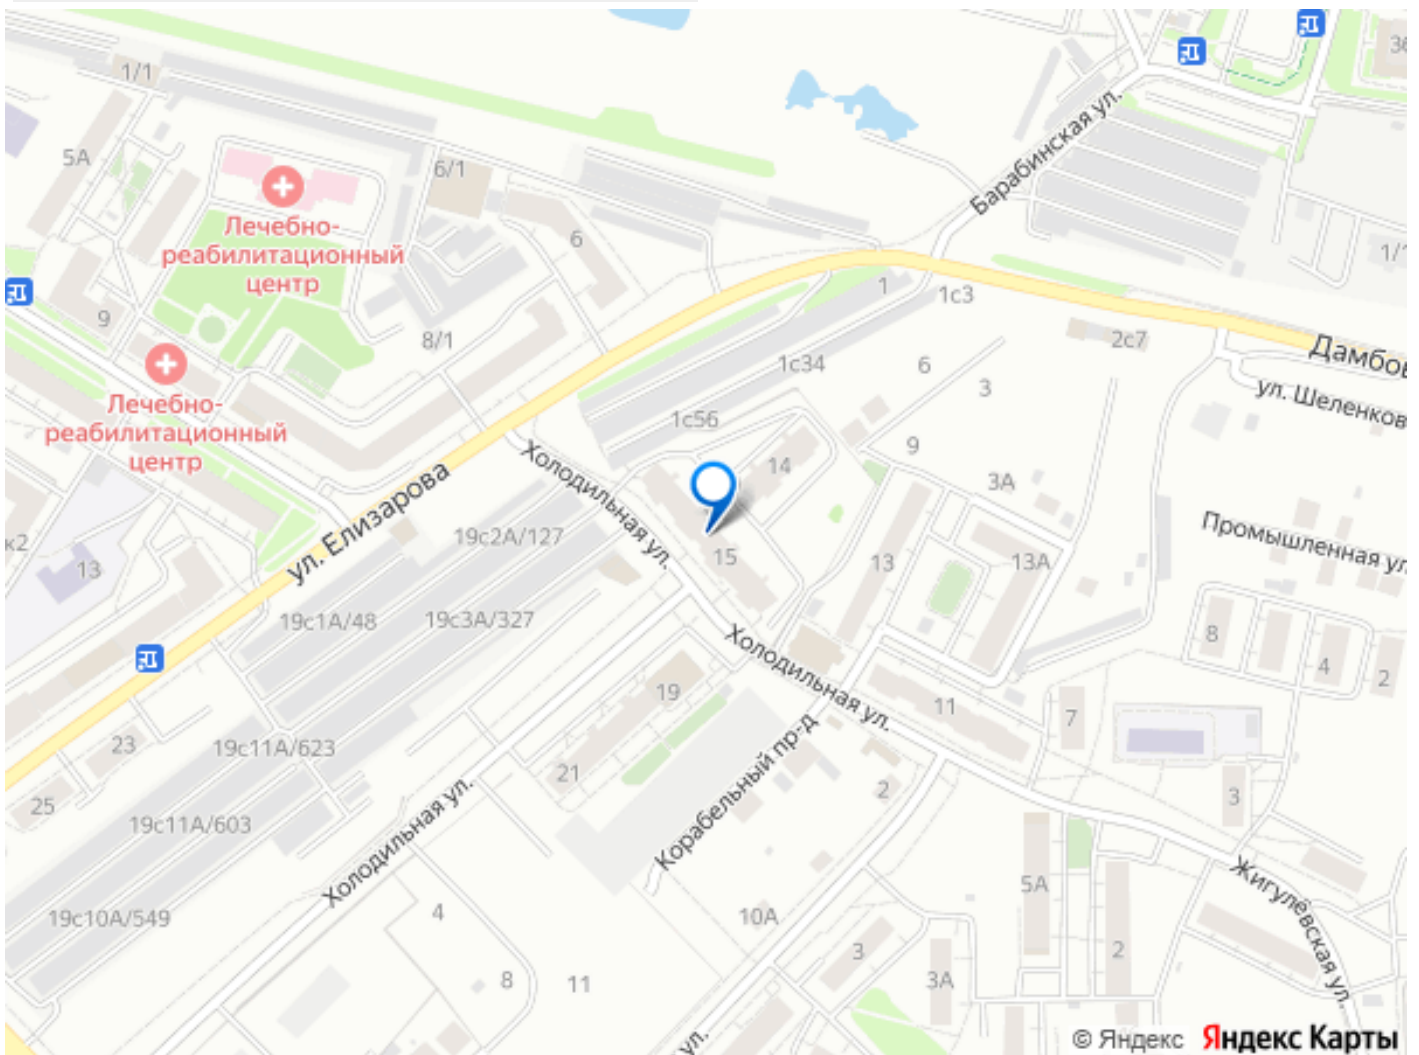 1/1
5А
6/1
Лечебно-
реабилитационный
центр
6
9
8/1
Лечебно-
реабилитационный
центр
Барабинская ул.
36
1/1
1
1с3
1с34
1с56
2с7
Дамбов
ул. Шеленков
6
3
9
3А
14
15
13
13А
Холодильная ул.
ул. Елизарова
19с2А/127
19с1А/48
19с3А/327
к2
13
Промышленная ул.
8
4
2
Холодильная ул.
19
21
11
7
3
2
23
25
19с11А/623
19с11А/603
19с10А/549
Холодильная ул.
Корабельный пр-д
4
8
11
10А
3
3А
5А
2
Жигулёвская ул.
ул.
© Яндекс Яндекс Карты